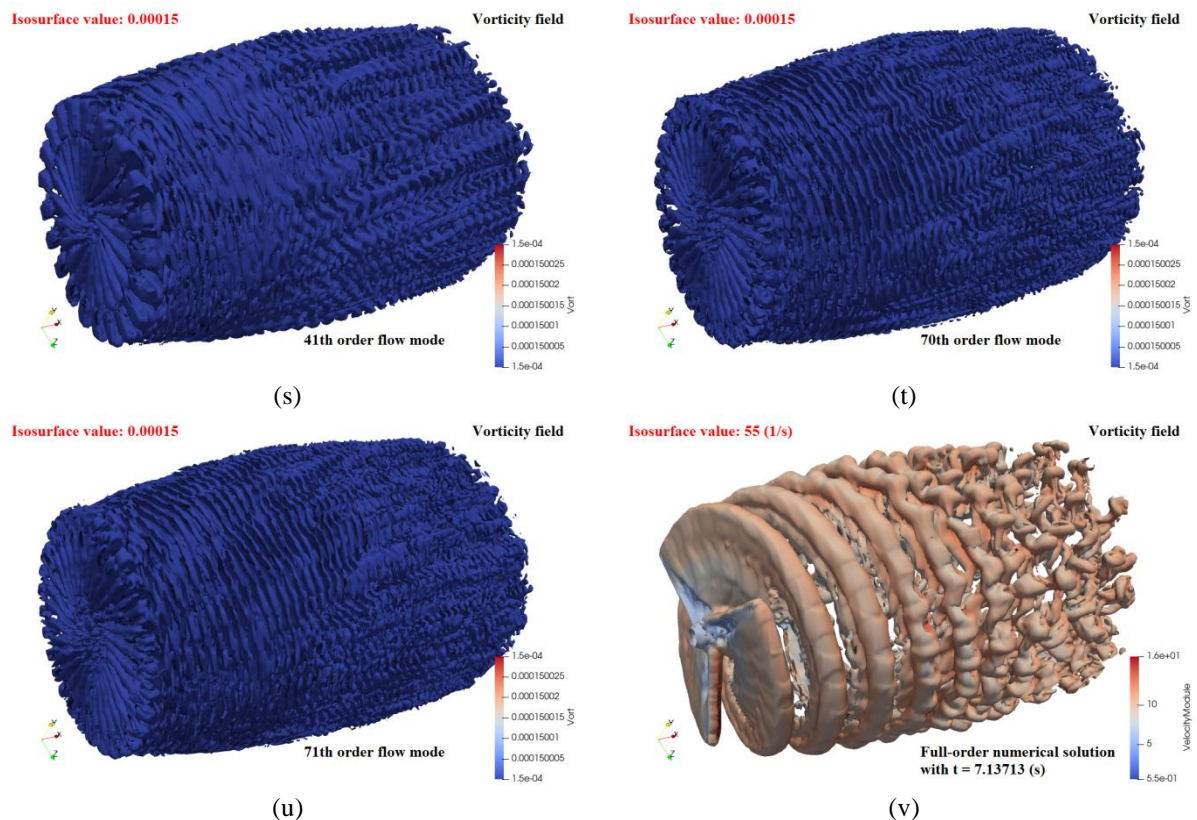 Isosurface value: 0.00015
Vorticity field
1.5e-04
0.000150025
0.00015002
0.000150015
0.00015001
0.000150005
1.5e-04
Vort
Y
X
Z
41th order flow mode
(s)
Isosurface value: 0.00015
Vorticity field
1.5e-04
0.000150025
0.00015002
0.000150015
0.00015001
0.000150005
1.5e-04
Vort
Y
X
Z
70th order flow mode
(t)
Isosurface value: 0.00015
Vorticity field
1.5e-04
0.000150025
0.00015002
0.000150015
0.00015001
0.000150005
1.5e-04
Vort
Y
X
Z
71th order flow mode
(u)
Isosurface value: 55 (1/s)
Vorticity field
1.6e+01
10
5
5.5e-01
VelocityModule
Y
X
Z
Full-order numerical solution
with t = 7.13713 (s)
(v)